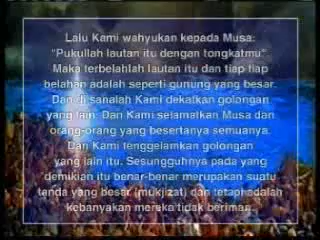 Lalu Kami wahyukan kepada Musa:
"Pukullah lautan itu dengan tongkatmu".
Maka terbelahlah lautan itu dan tiap tiap
belahan adalah seperti gunung yang besar.
Dan di sanalah Kami dekatkan golongan
yang lain. Dan Kami selamatkan Musa dan
orang-orang yang besertanya semuanya.
Dan Kami tenggelamkan golongan
yang lain itu. Sesungguhnya pada yang
demikian itu benar-benar merupakan suatu
tanda yang besar (mukjizat) dan tetapi adalah
kebanyakan mereka tidak beriman.